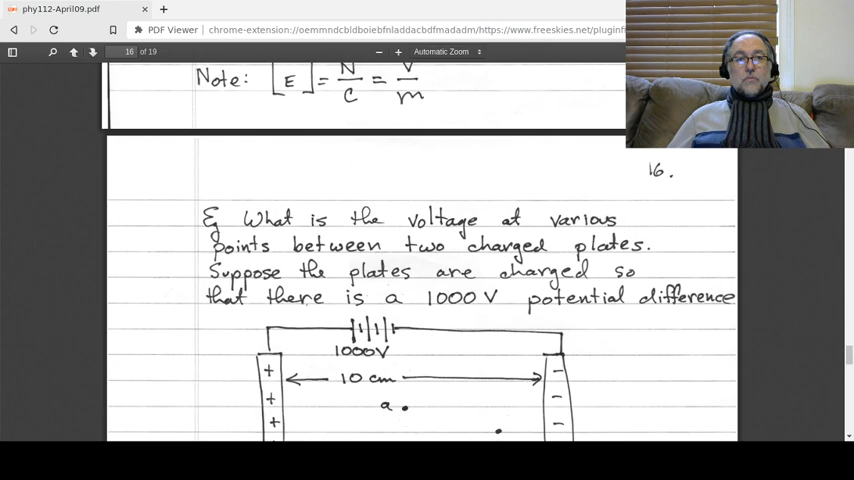 phy112-April09.pdf
PDF Viewer
chrome-extension://oemmndcbldboiebfnladdacbdfmadadm/https://www.freeskies.net/pluginfi
16 of 19
Automatic Zoom
Note: [E] = N/C = V/m
16.
Eg What is the voltage at various
points between two charged plates.
Suppose the plates are charged so
that there is a 1000 V potential difference
1000V
+ ← 10 cm → -
+ a • -
+ • -